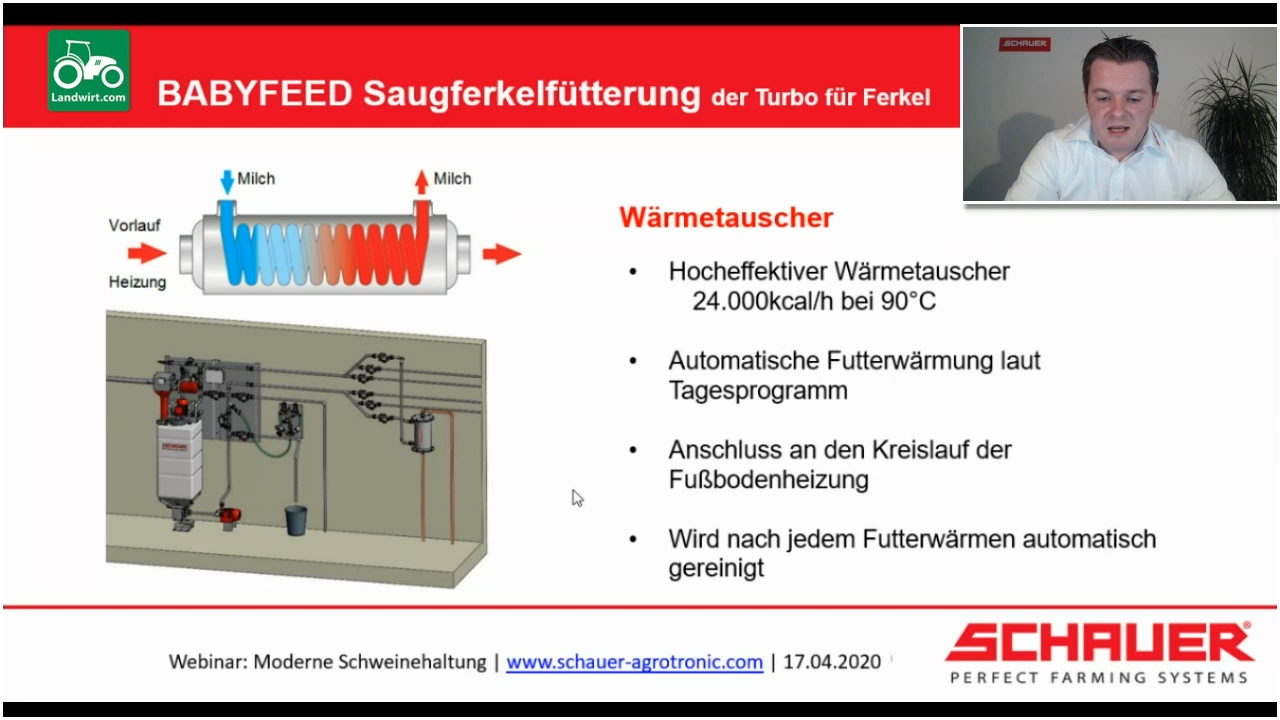 Landwirt.com
BABYFEED Saugferkelfütterung der Turbo für Ferkel
SCHAUER
Milch
Milch
Vorlauf
Heizung
SCHAUER
Wärmetauscher
• Hocheffektiver Wärmetauscher
24.000kcal/h bei 90°C
• Automatische Futterwärmung laut
Tagesprogramm
• Anschluss an den Kreislauf der
Fußbodenheizung
• Wird nach jedem Futterwärmen automatisch
gereinigt
Webinar: Moderne Schweinehaltung | www.schauer-agrotronic.com | 17.04.2020
SCHAUER®
PERFECT FARMING SYSTEMS